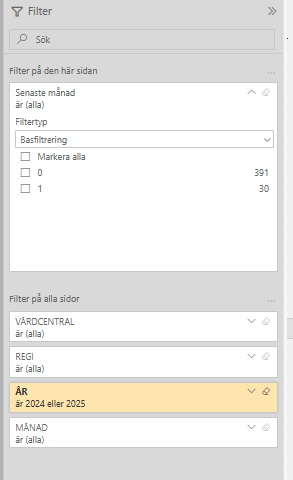 Filter
Sök
Filter på den här sidan
Senaste månad
är (alla)
Filtertyp
Basfiltrering
Markera alla
0 391
1 30
Filter på alla sidor
VÅRDCENTRAL
är (alla)
REGI
är (alla)
ÅR
är 2024 eller 2025
MÅNAD
är (alla)